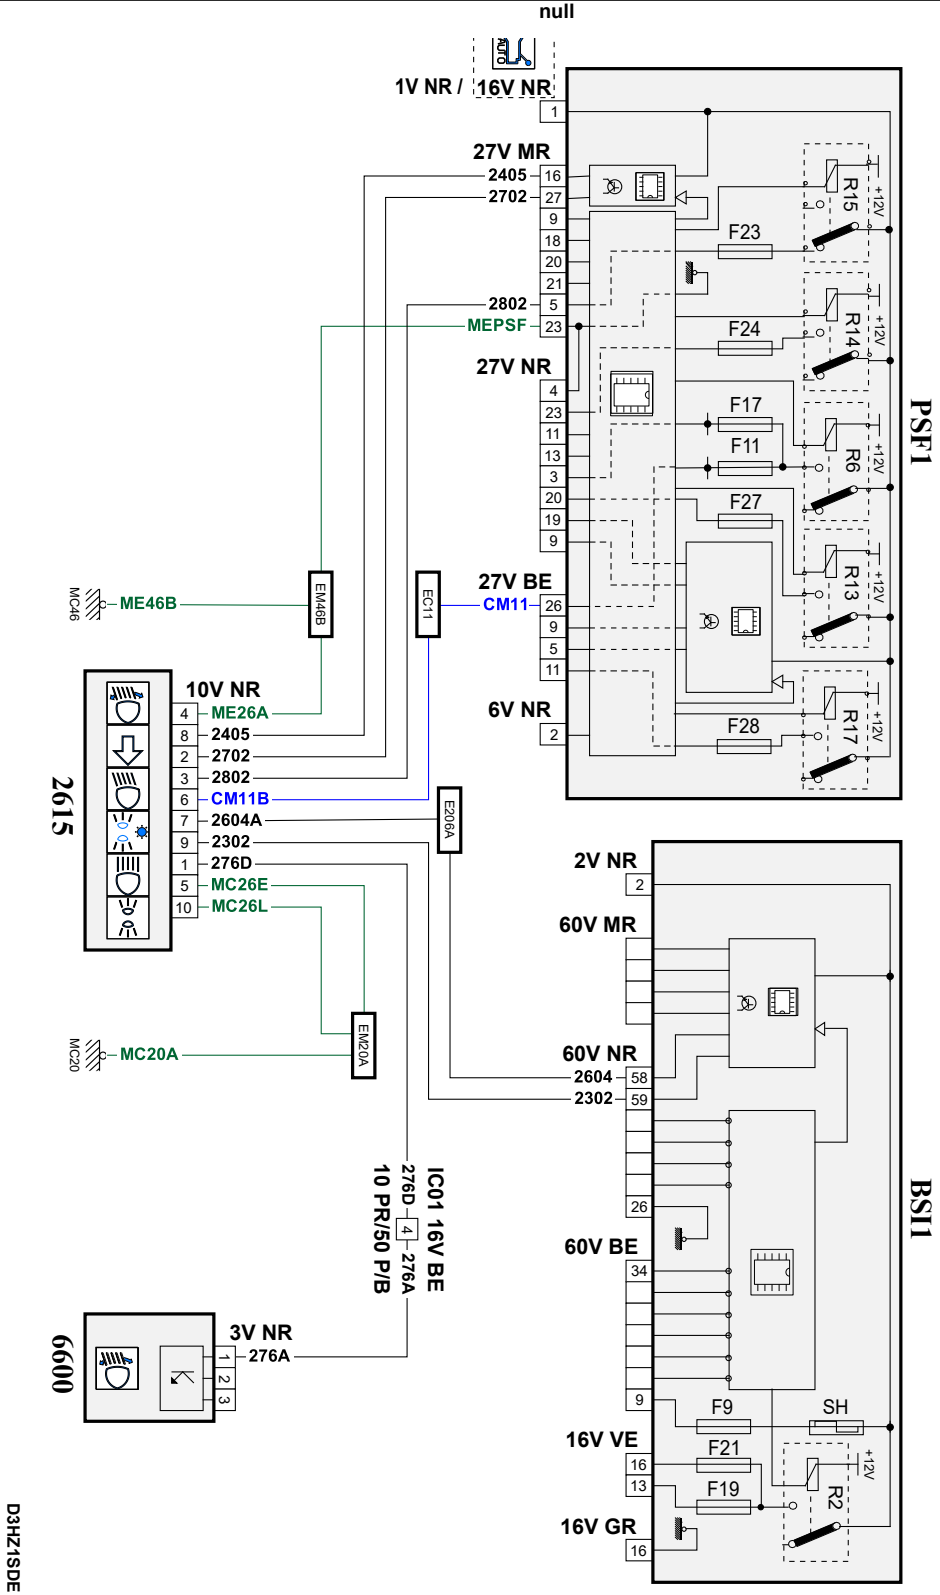 null
AUTO
1V NR / 16V NR
1
27V MR
2405 16
2702 27
9
18
20
21
2802 5
MEPSF 23
27V NR
4
23
11
13
3
20
19
9
27V BE
CM11 26
9
5
11
6V NR
2
F23
F24
F17
F11
F27
F28
R15
+12V
R14
+12V
R6
+12V
R13
+12V
R17
+12V
PSF1
MC46
ME46B
EM46B
EC11
10V NR
4 ME26A
8 2405
2 2702
3 2802
6 CM11B
7 2604A
9 2302
1 276D
5 MC26E
10 MC26L
2615
E206A
EM20A
MC20
MC20A
2V NR
2
60V MR
60V NR
2604 58
2302 59
26
60V BE
34
9
16V VE
16
13
16V GR
16
F9
SH
F21
F19
R2
+12V
BSI1
IC01 16V BE
276D 4 276A
10 PR/50 P/B
3V NR
1 276A
2
3
6600
D3HZ1SDE